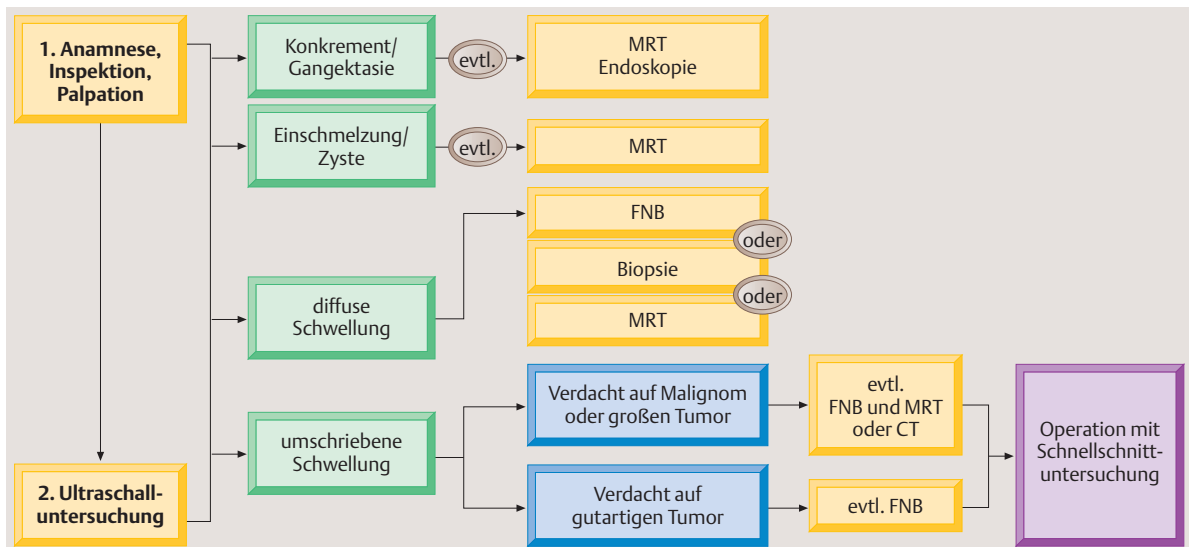 1. Anamnese,
Inspektion,
Palpation
2. Ultraschall-
untersuchung
Konkrement/
Gangektasie
evtl.
MRT
Endoskopie
Einschmelzung/
Zyste
evtl.
MRT
diffuse
Schwellung
FNB
oder
Biopsie
oder
MRT
umschriebene
Schwellung
Verdacht auf Malignom
oder großen Tumor
evtl.
FNB und MRT
oder CT
Verdacht auf
gutartigen Tumor
evtl. FNB
Operation mit
Schnellschnitt-
untersuchung